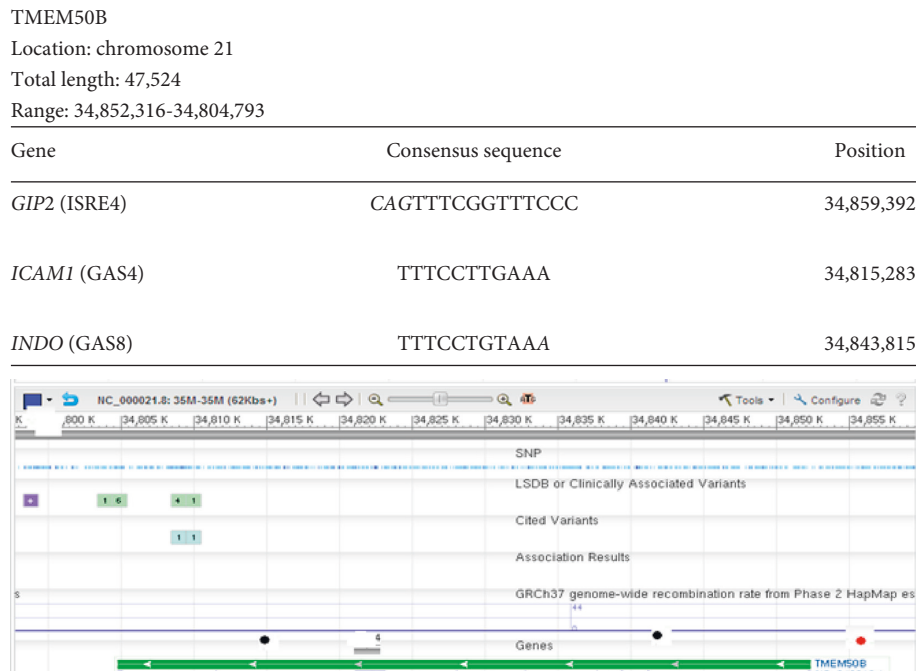 TMEM50B
Location: chromosome 21
Total length: 47,524
Range: 34,852,316-34,804,793
Gene Consensus sequence Position
GIP2 (ISRE4) CAGTTTCGGTTTCCC 34,859,392
ICAM1 (GAS4) TTTCCTTGAAA 34,815,283
INDO (GAS8) TTTCCTGTAAA 34,843,815
NC_000021.8: 35M-35M (62Kbs+) Tools Configure ?
K ,800 K 34,805 K 34,810 K 34,815 K 34,820 K 34,825 K 34,830 K 34,835 K 34,840 K 34,845 K 34,850 K 34,855 K
SNP
LSDB or Clinically Associated Variants
+ 1 6 4 1
Cited Variants
1 1
Association Results
s GRCh37 genome-wide recombination rate from Phase 2 HapMap es
44
0
4
Genes
TMEM50B